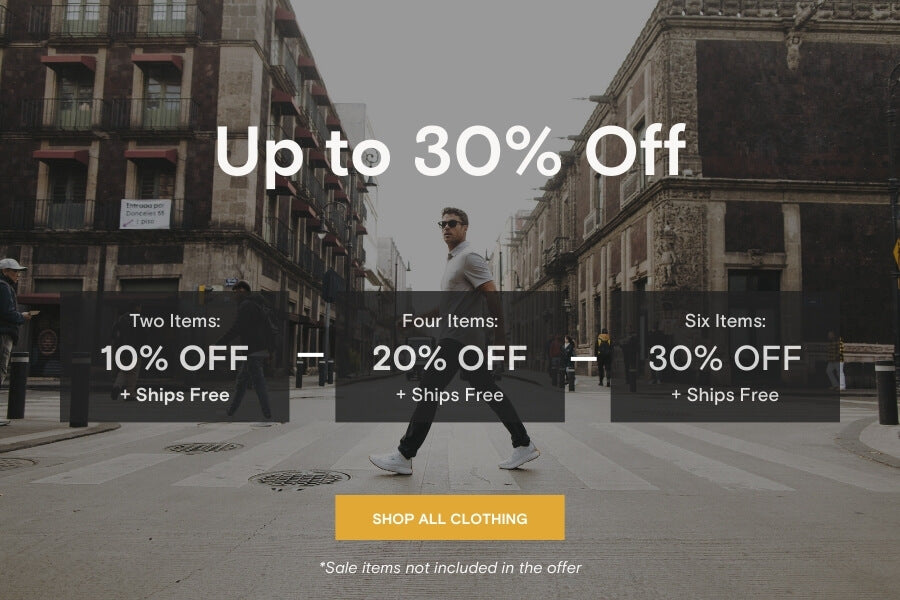 Up to 30% Off
Entrada por
Donceles 55
1 piso
Two Items:
10% OFF
+ Ships Free
Four Items:
20% OFF
+ Ships Free
Six Items:
30% OFF
+ Ships Free
SHOP ALL CLOTHING
*Sale items not included in the offer